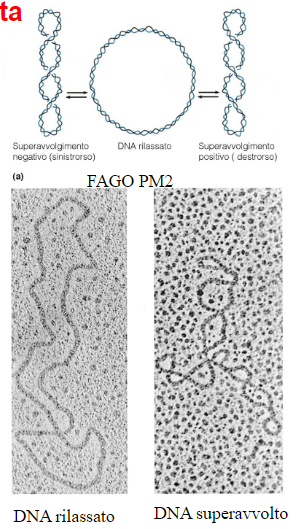 ta
Superavvolgimento
negativo (sinistrorso)
DNA rilassato
Superavvolgimento
positivo ( destrorso)
(a)
FAGO PM2
DNA rilassato
DNA superavvolto